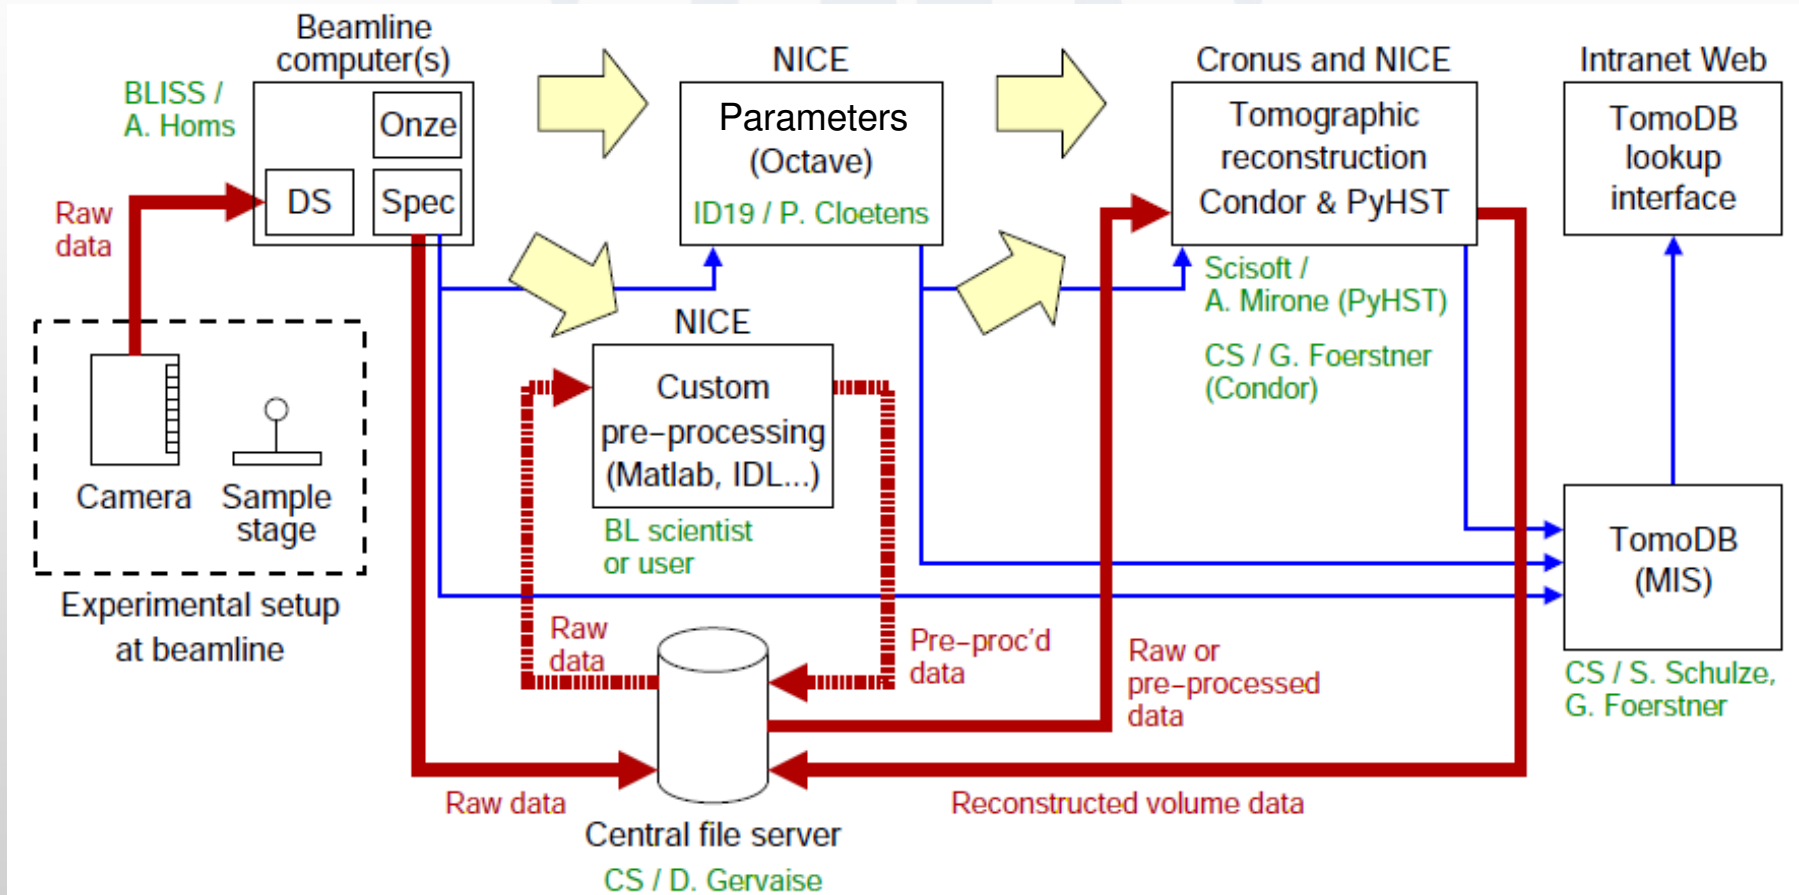 Beamline
computer(s)
BLISS /
A. Homs
Onze
DS
Spec
Raw
data
Camera
Sample
stage
Experimental setup
at beamline
NICE
Parameters
(Octave)
ID19 / P. Cloetens
NICE
Custom
pre-processing
(Matlab, IDL...)
BL scientist
or user
Raw
data
Pre-proc'd
data
Raw data
Central file server
CS / D. Gervaise
Cronus and NICE
Tomographic
reconstruction
Condor & PyHST
Scisoft /
A. Mirone (PyHST)
CS / G. Foerstner
(Condor)
Raw or
pre-processed
data
Reconstructed volume data
Intranet Web
TomoDB
lookup
interface
TomoDB
(MIS)
CS / S. Schulze,
G. Foerstner